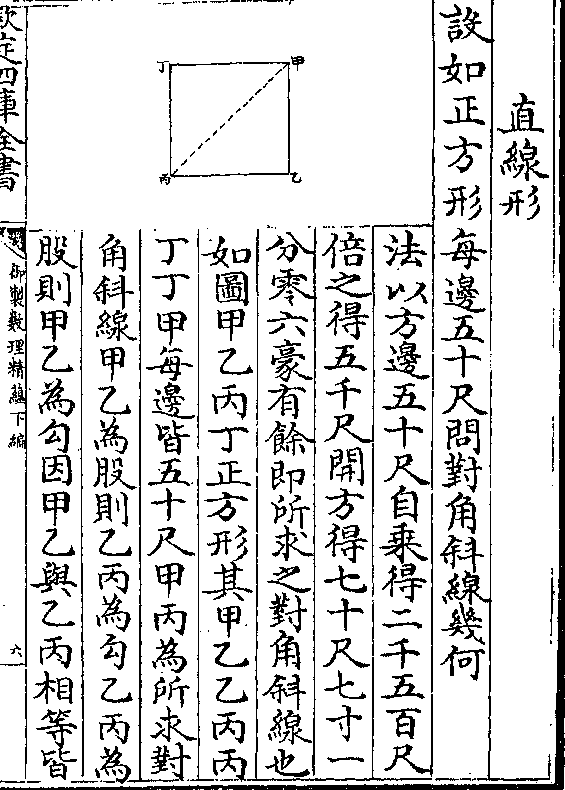 直線形
設如正方形每邊五十尺問對角斜線幾何
法以方邊五十尺自乘得二千五百尺
倍之得五千尺開方得七十尺七寸一
分零六豪有餘即所求之對角斜線也
如圖甲乙丙丁正方形其甲乙乙丙丙
丁丁甲每邊皆五十尺甲丙為所求對
角斜線甲乙為股則乙丙為勾乙丙為
股則甲乙為勾因甲乙與乙丙相等皆
甲
乙
丙
丁
欽定四庫全書
御製數理精蘊下編
六